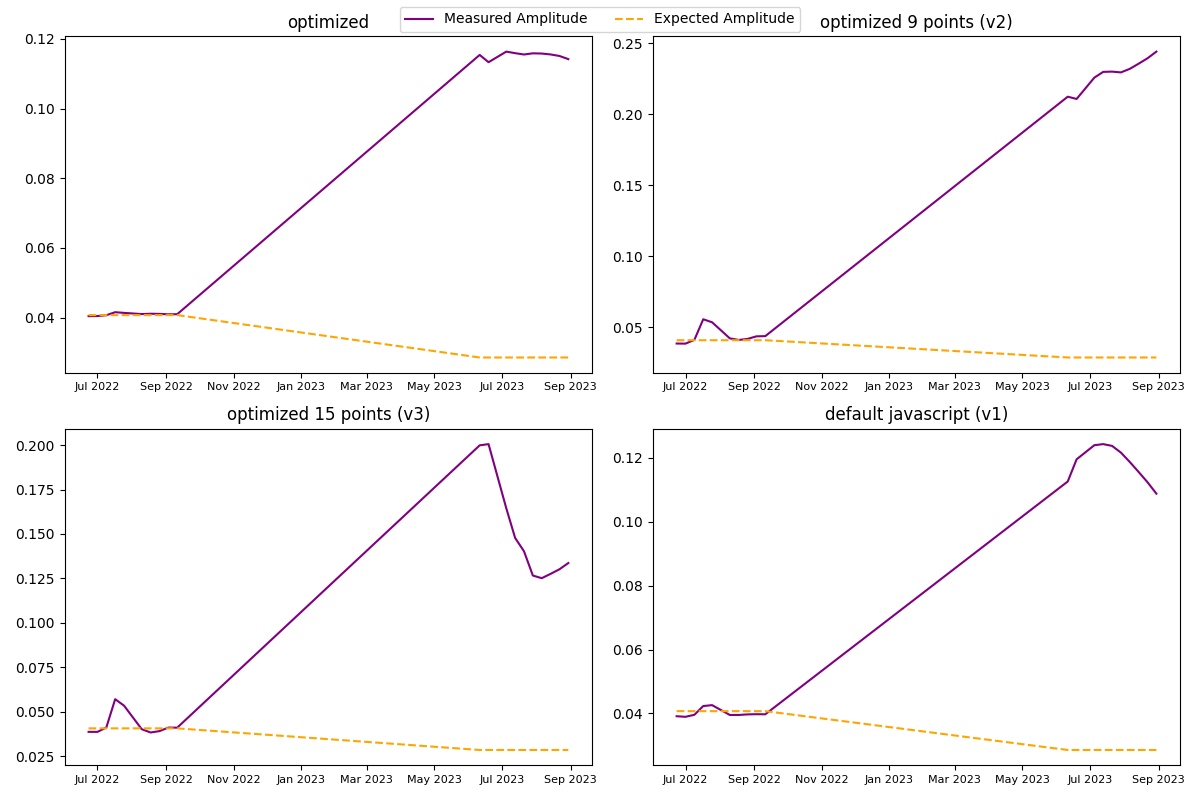 Measured Amplitude Expected Amplitude
optimized
0.12
0.10
0.08
0.06
0.04
Jul 2022 Sep 2022 Nov 2022 Jan 2023 Mar 2023 May 2023 Jul 2023 Sep 2023
optimized 9 points (v2)
0.25
0.20
0.15
0.10
0.05
Jul 2022 Sep 2022 Nov 2022 Jan 2023 Mar 2023 May 2023 Jul 2023 Sep 2023
optimized 15 points (v3)
0.200
0.175
0.150
0.125
0.100
0.075
0.050
0.025
Jul 2022 Sep 2022 Nov 2022 Jan 2023 Mar 2023 May 2023 Jul 2023 Sep 2023
default javascript (v1)
0.12
0.10
0.08
0.06
0.04
Jul 2022 Sep 2022 Nov 2022 Jan 2023 Mar 2023 May 2023 Jul 2023 Sep 2023